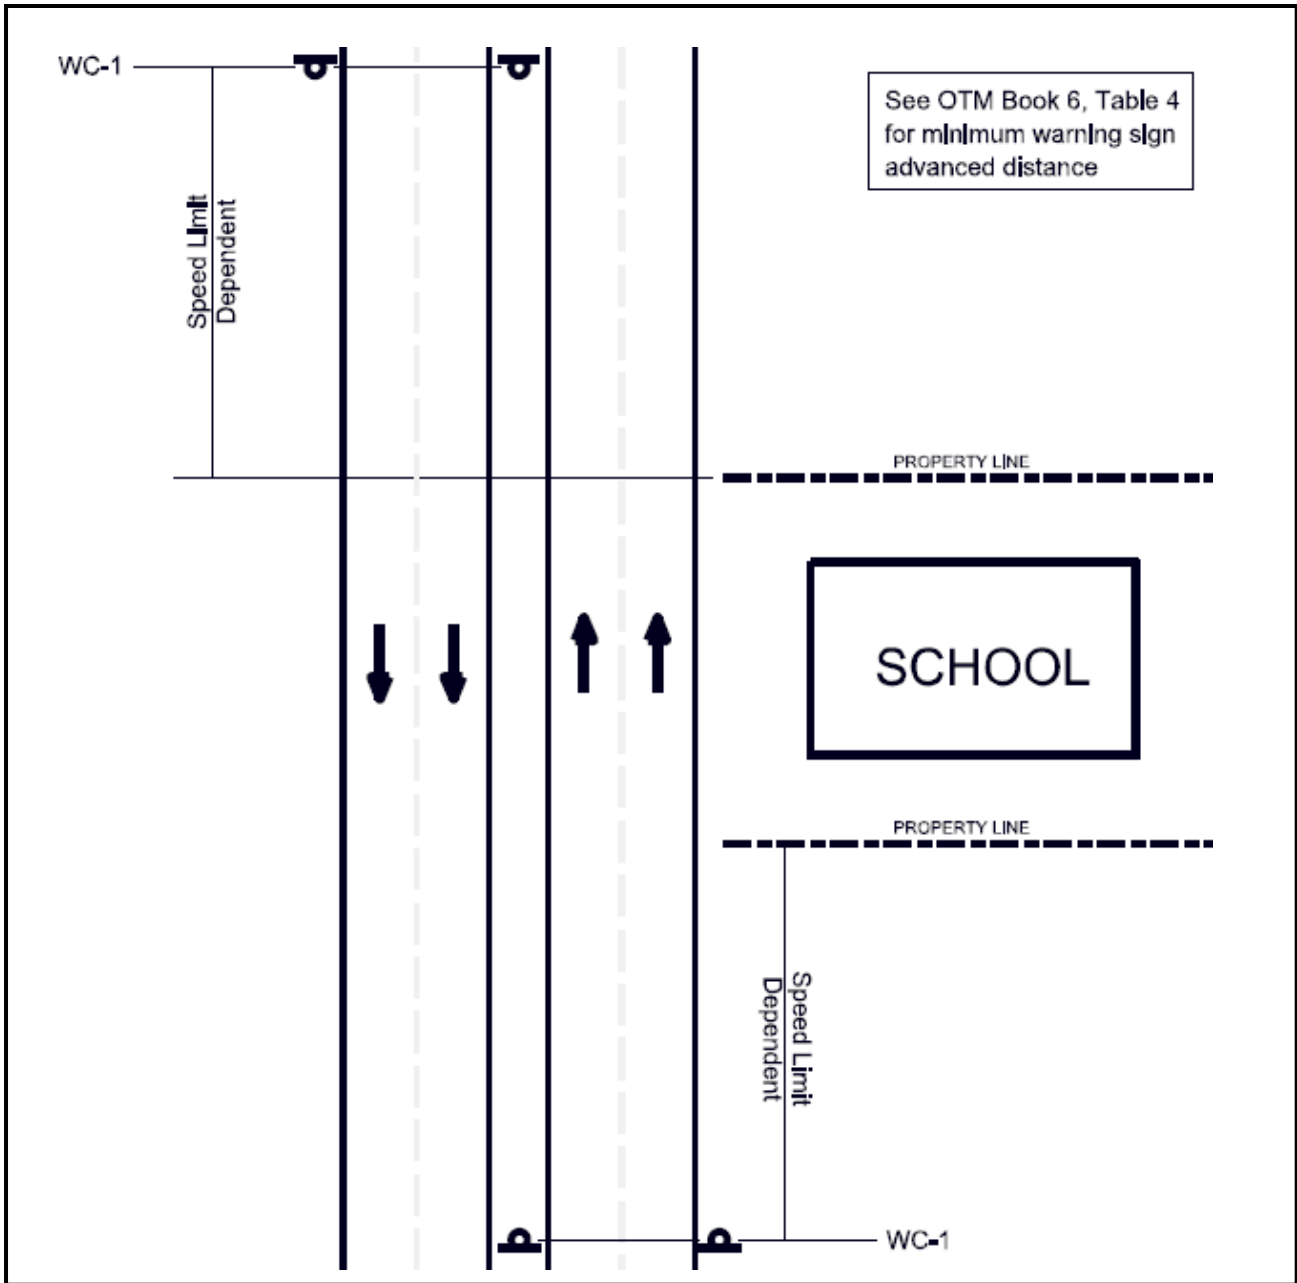 WC-1
See OTM Book 6, Table 4
for minimum warning sign
advanced distance
Speed Limit
Dependent
PROPERTY LINE
SCHOOL
PROPERTY LINE
Speed Limit
Dependent
WC-1